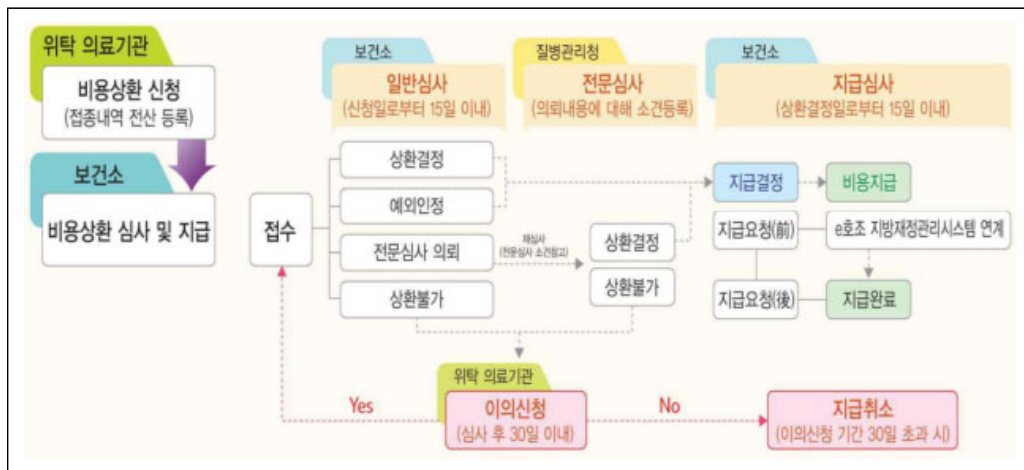 위탁 의료기관
비용상환 신청
(접종내역 전산 등록)
보건소
비용상환 심사 및 지급
보건소
일반심사
(신청일로부터 15일 이내)
질병관리청
전문심사
(의뢰내용에 대해 소견등록)
보건소
지급심사
(상환결정일로부터 15일 이내)
접수
상환결정
예외인정
전문심사 의뢰
상환불가
재심사
(전문심사 소견참고)
상환결정
상환불가
지급결정
비용지급
지급요청(前)
e호조 지방재정관리시스템 연계
지급요청(後)
지급완료
위탁 의료기관
Yes
이의신청
(심사 후 30일 이내)
No
지급취소
(이의신청 기간 30일 초과 시)